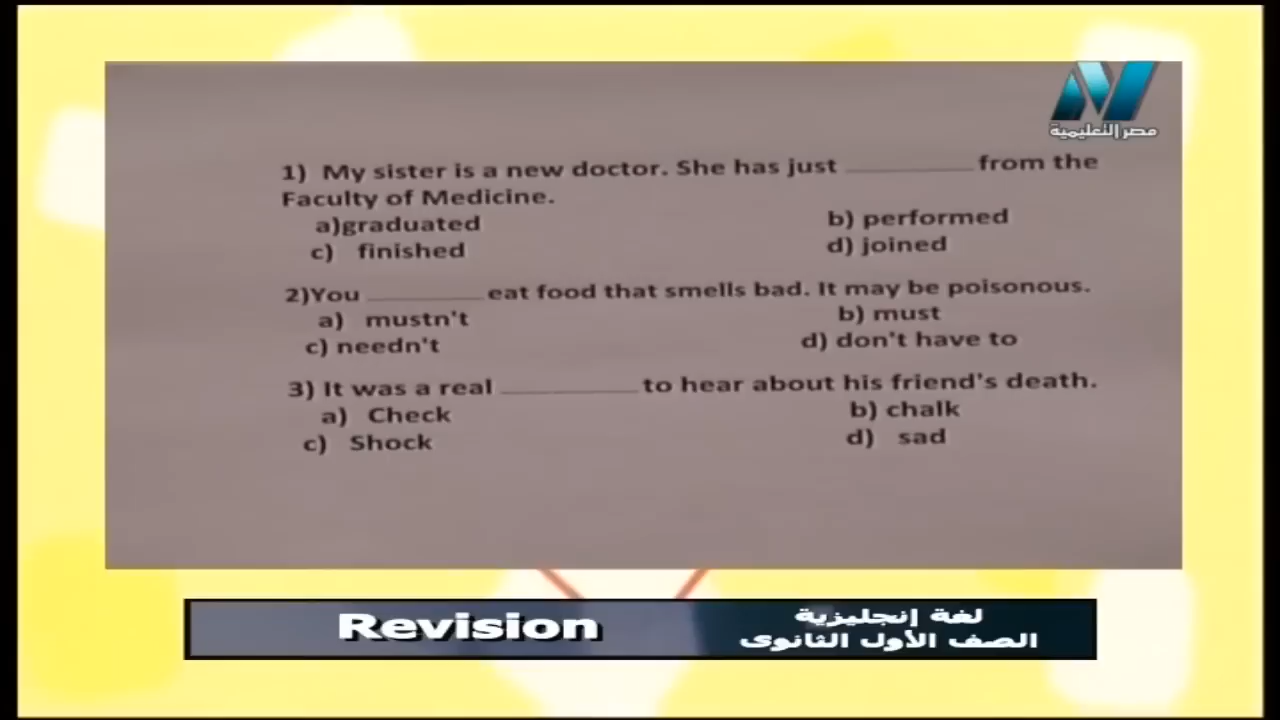 مصر التعليمية
1) My sister is a new doctor. She has just __________ from the
Faculty of Medicine.
a)graduated b) performed
c) finished d) joined
2)You _________ eat food that smells bad. It may be poisonous.
a) mustn't b) must
c) needn't d) don't have to
3) It was a real ___________ to hear about his friend's death.
a) Check b) chalk
c) Shock d) sad
Revision
لغة إنجليزية
الصف الأول الثانوى